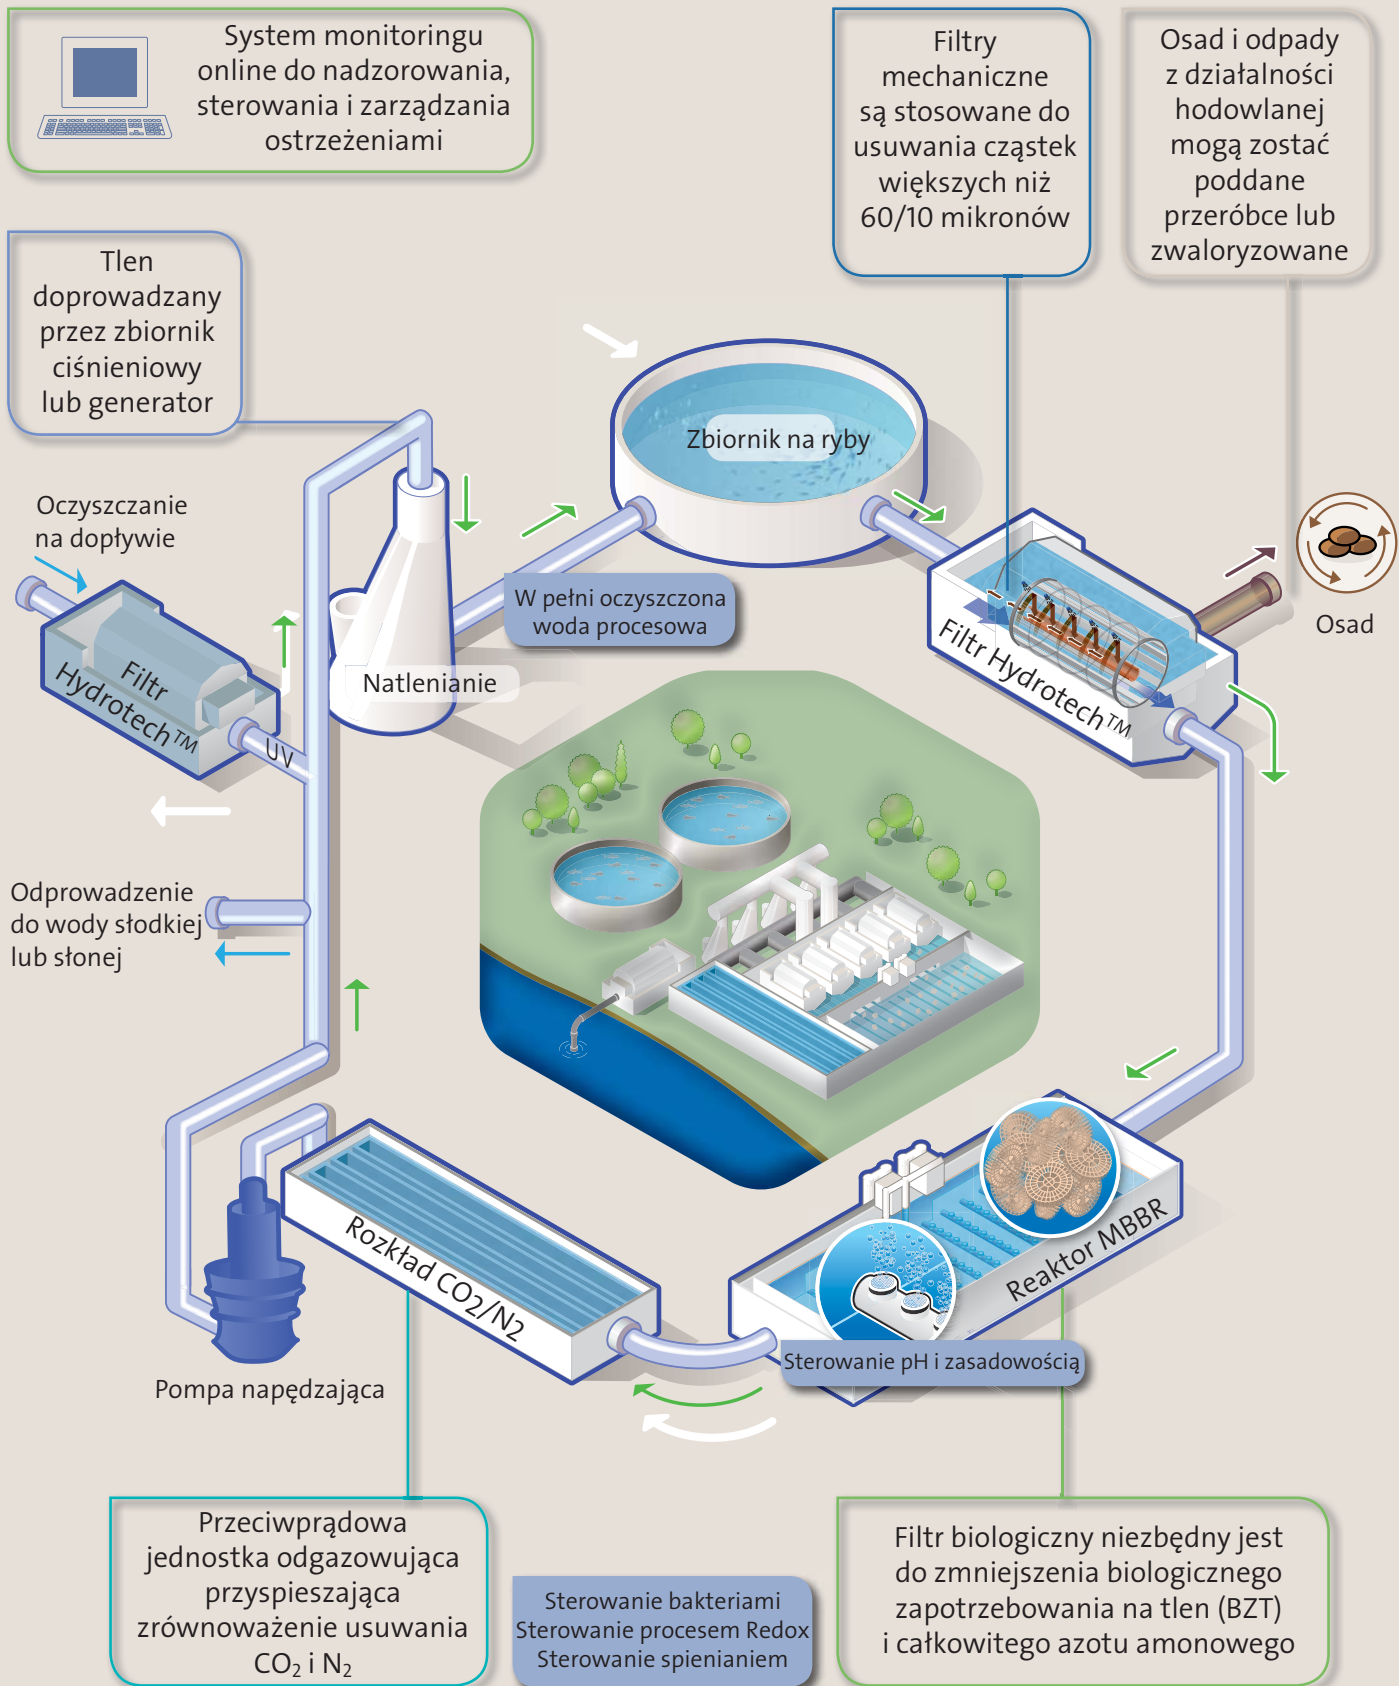 System monitoringu
online do nadzorowania,
sterowania i zarządzania
ostrzeżeniami
Filtry
mechaniczne
są stosowane do
usuwania cząstek
większych niż
60/10 mikronów
Osad i odpady
z działalności
hodowlanej
mogą zostać
poddane
przeróbce lub
zwaloryzowane
Tlen
doprowadzany
przez zbiornik
ciśnieniowy
lub generator
Zbiornik na ryby
Oczyszczanie
na dopływie
W pełni oczyszczona
woda procesowa
Osad
Filtr Hydrotech™
Filtr
Hydrotech™
Natlenianie
UV
Odprowadzenie
do wody słodkiej
lub słonej
Rozkład CO2/N2
Reaktor MBBR
Sterowanie pH i zasadowością
Pompa napędzająca
Przeciwprądowa
jednostka odgazowująca
przyspieszająca
zrównoważenie usuwania
CO₂ i N₂
Sterowanie bakteriami
Sterowanie procesem Redox
Sterowanie spienianiem
Filtr biologiczny niezbędny jest
do zmniejszenia biologicznego
zapotrzebowania na tlen (BZT)
i całkowitego azotu amonowego